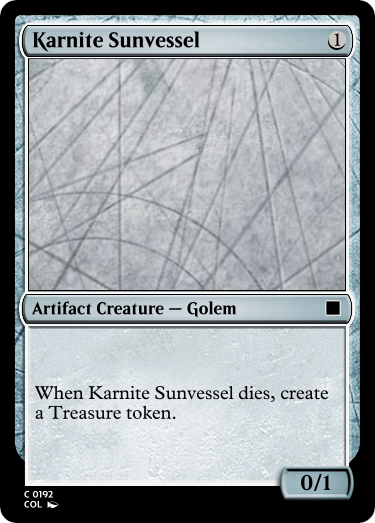 Karnite Sunvessel 1
Artifact Creature — Golem
When Karnite Sunvessel dies, create
a Treasure token.
0/1
C 0192
COL